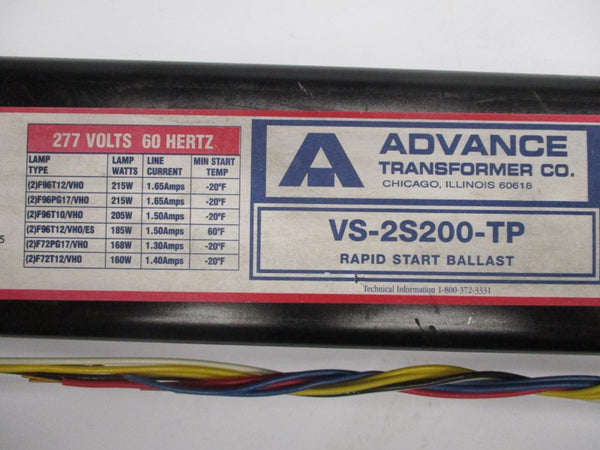 277 VOLTS 60 HERTZ
LAMP TYPE LAMP WATTS LINE CURRENT MIN START TEMP
(2)F96T12/VHO 215W 1.65Amps -20°F
(2)F96PG17/VHO 215W 1.65Amps -20°F
(2)F96T10/VHO 205W 1.50Amps -20°F
(2)F96T12/VHO/ES 185W 1.50Amps 60°F
(2)F72PG17/VHO 168W 1.30Amps -20°F
(2)F72T12/VHO 160W 1.40Amps -20°F
5
A ADVANCE
TRANSFORMER CO.
CHICAGO, ILLINOIS 60618
VS-2S200-TP
RAPID START BALLAST
Technical Information 1-800-372-3331